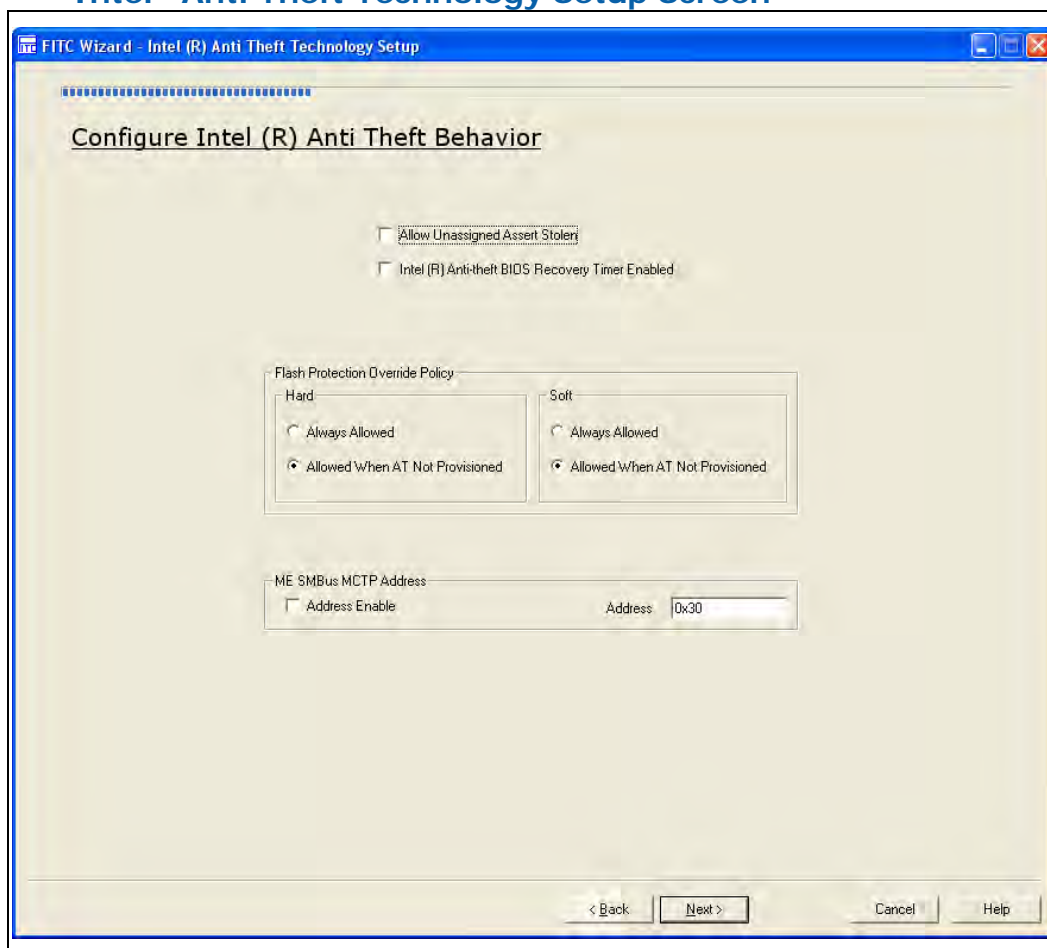 Intel® Anti-Theft Technology Setup Screen
FITC Wizard - Intel (R) Anti Theft Technology Setup
Configure Intel (R) Anti Theft Behavior
Allow Unassigned Assert Stolen
Intel (R) Anti-theft BIOS Recovery Timer Enabled
Flash Protection Override Policy
Hard
Always Allowed
Allowed When AT Not Provisioned
Soft
Always Allowed
Allowed When AT Not Provisioned
ME SMBus MCTP Address
Address Enable
Address 0x30
< Back
Next >
Cancel
Help